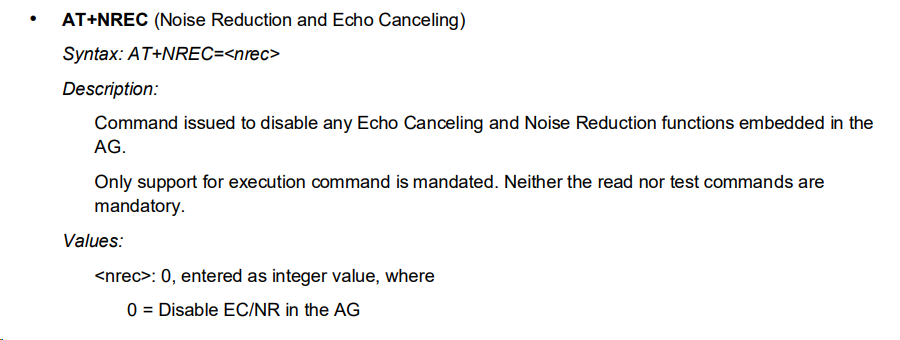 • AT+NREC (Noise Reduction and Echo Canceling)
Syntax: AT+NREC=<nrec>
Description:
Command issued to disable any Echo Canceling and Noise Reduction functions embedded in the
AG.
Only support for execution command is mandated. Neither the read nor test commands are
mandatory.
Values:
<nrec>: 0, entered as integer value, where
0 = Disable EC/NR in the AG